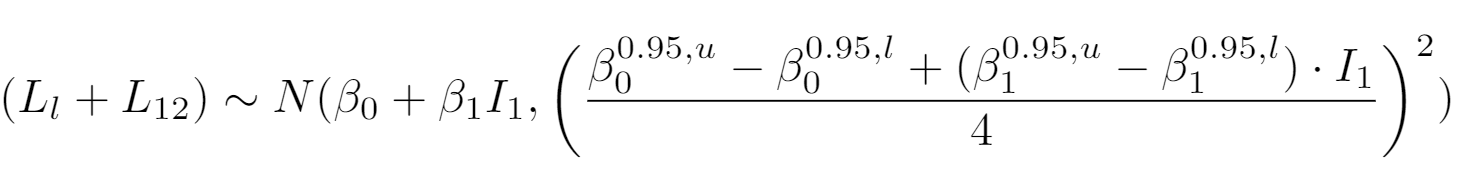 $(L_l + L_{12}) \sim N(\beta_0 + \beta_1 I_1, \left(\frac{\beta_0^{0.95,u} - \beta_0^{0.95,l} + (\beta_1^{0.95,u} - \beta_1^{0.95,l}) \cdot I_1}{4}\right)^2)$